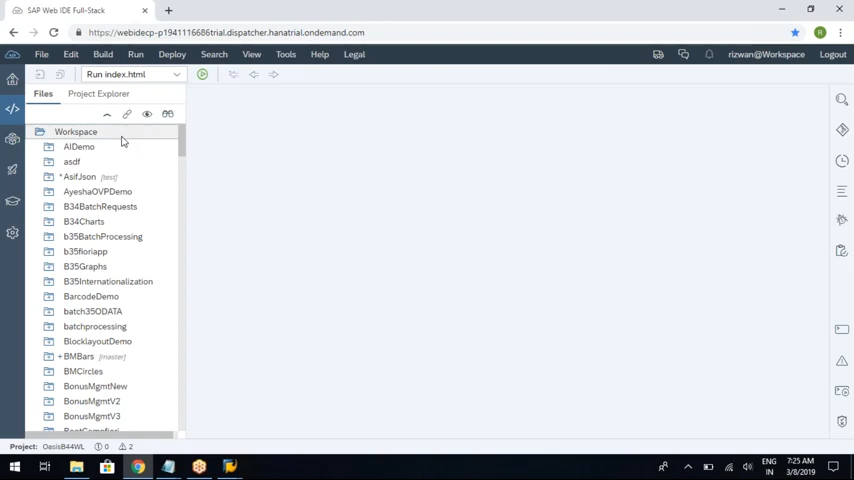 SAP Web IDE Full-Stack
https://webidecp-p1941116686trial.dispatcher.hanatrial.ondemand.com
R
File Edit Build Run Deploy Search View Tools Help Legal rizwan@Workspace Logout
Run index.html
Files Project Explorer
Workspace
AIDemo
asdf
*AsifJson [test]
AyeshaOVPDemo
B34BatchRequests
B34Charts
b35BatchProcessing
b35fioriapp
B35Graphs
B35Internationalization
BarcodeDemo
batch35ODATA
batchprocessing
BlocklayoutDemo
+BMBars [master]
BMCircles
BonusMgmtNew
BonusMgmtV2
BonusMgmtV3
Project: OasisB44WL 0 2
ENG
IN
7:25 AM
3/8/2019